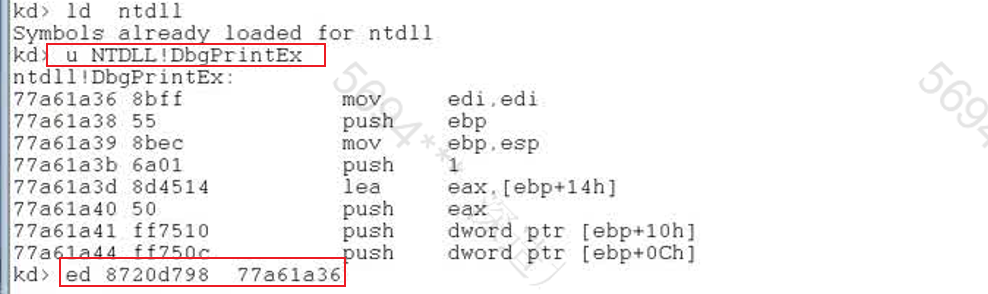 kd> ld  ntdll
Symbols already loaded for ntdll
kd> u NTDLL!DbgPrintEx
ntdll!DbgPrintEx:
77a61a36 8bff            mov     edi,edi
77a61a38 55              push    ebp
77a61a39 8bec            mov     ebp,esp
77a61a3b 6a01            push    1
77a61a3d 8d4514          lea     eax,[ebp+14h]
77a61a40 50              push    eax
77a61a41 ff7510          push    dword ptr [ebp+10h]
77a61a44 ff750c          push    dword ptr [ebp+0Ch]
kd> ed 8720d798  77a61a36
5694***
5694